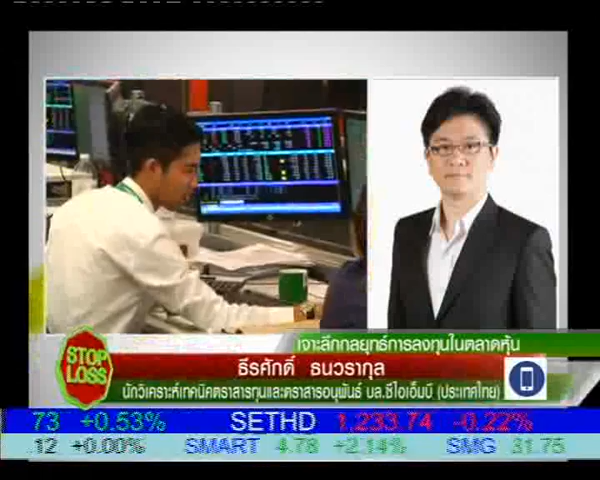 เจาะลึกกลยุทธ์การลงทุนในตลาดหุ้น
STOP
LOSS
ธีรศักดิ์ ธนวรากุล
นักวิเคราะห์เทคนิคตราสารทุนและตราสารอนุพันธ์ บล.ซีไอเอ็มบี (ประเทศไทย)
73 +0.53% SETHD 1,233.74 -0.22%
.12 +0.00% SMART 4.78 +2.14% SMG 31.75